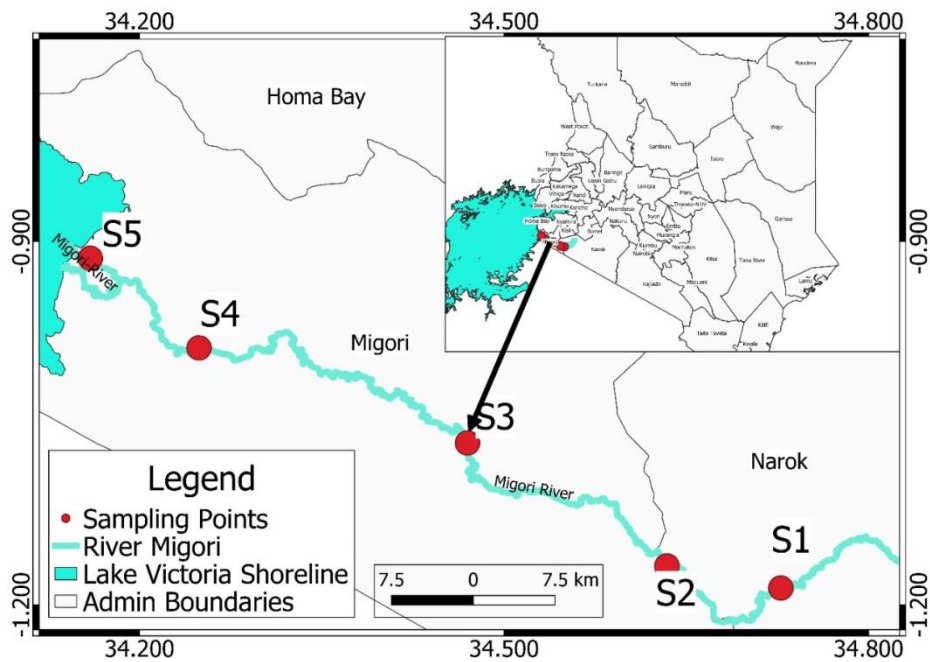 34.200 34.500 34.800
Homa Bay
Turkana
Marsabit
Mandera
Wajir
West Pokot
Samburu
Isiolo
Trans Nzoia
Bungoma
Baringo
Busia
Uasin Gishu
Kakamega
Laikipia
Meru
Vihiga
Nandi
Siaya
Kisumu
Tharaka-Nithi
Kericho
Nyandarua
Garissa
Homa Bay
Nyamira
Nakuru
Nyeri
Embu
Kisii
Bomet
Murang'a
Kiambu
Machakos
Narok
Nairobi
Kitui
Tana River
Kajiado
Makueni
Lamu
Kilifi
Taita Taveta
Kwale
-0.900 -0.900
S5
Migori-River
S4
Migori
S3
Narok
Migori River
S1
S2
Legend
Sampling Points
River Migori
Lake Victoria Shoreline
Admin Boundaries
7.5 0 7.5 km
-1.200 -1.200
34.200 34.500 34.800